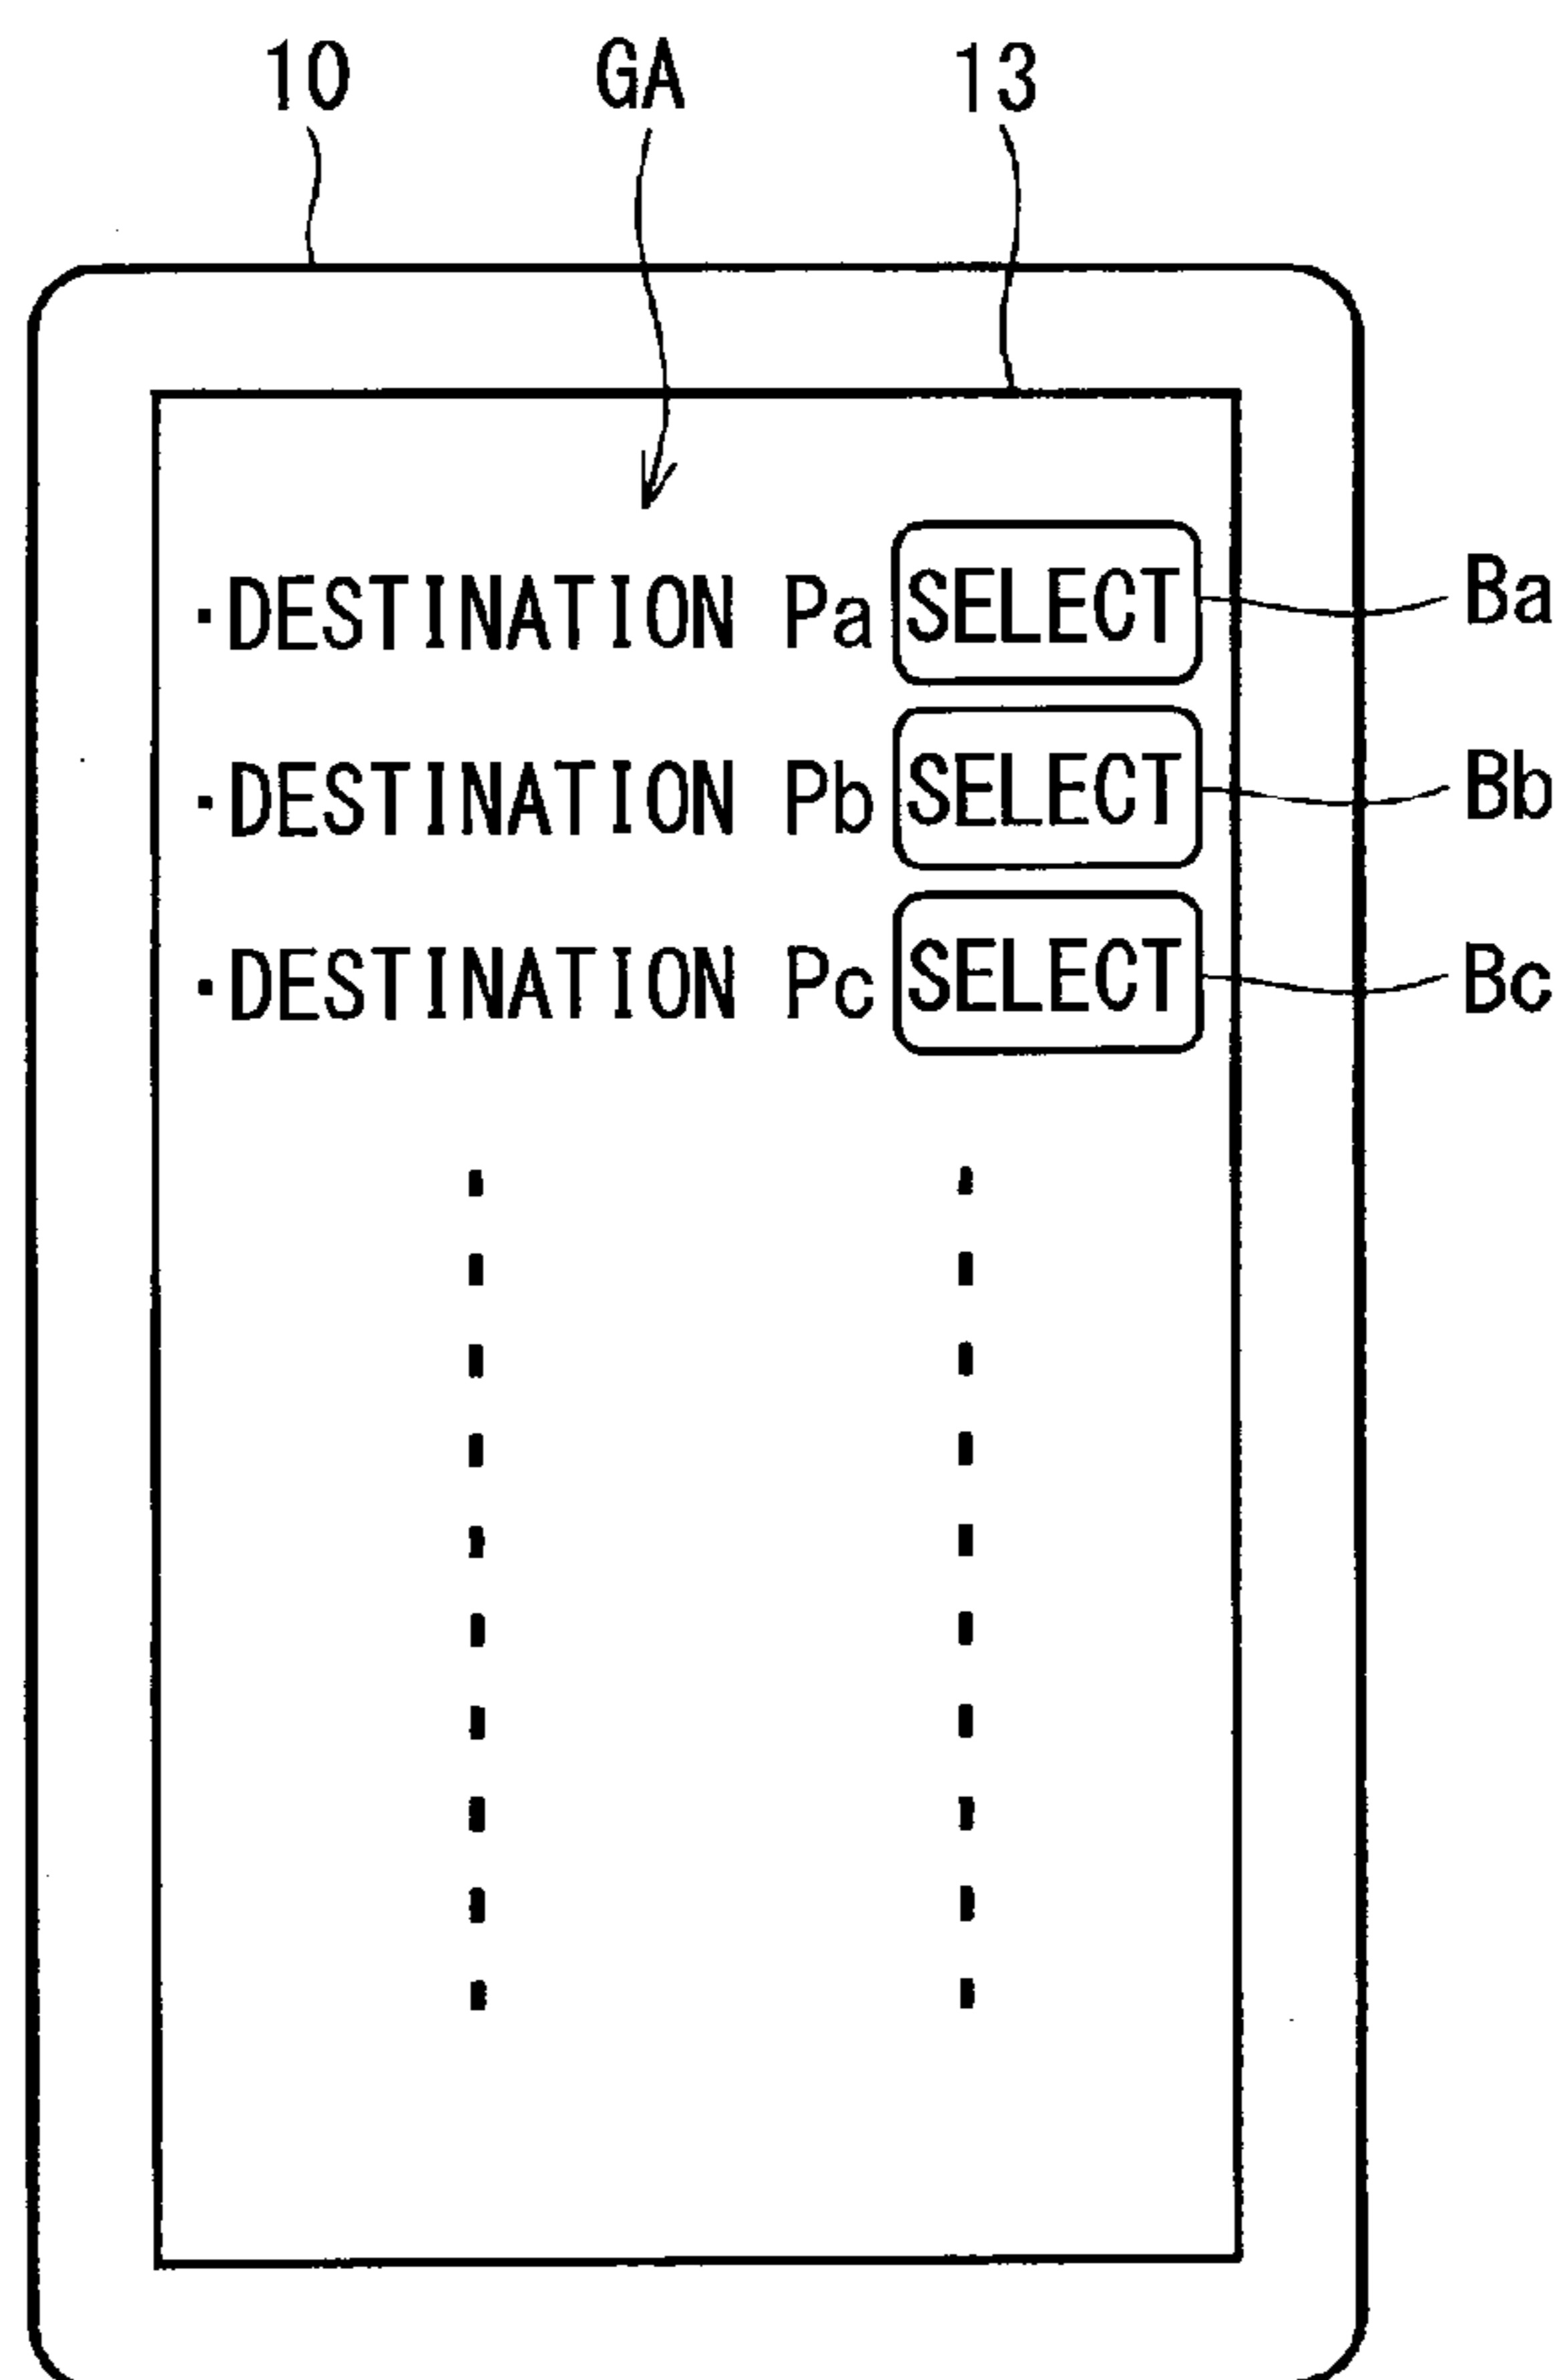 10 GA 13
·DESTINATION Pa SELECT Ba
·DESTINATION Pb SELECT Bb
·DESTINATION Pc SELECT Bc